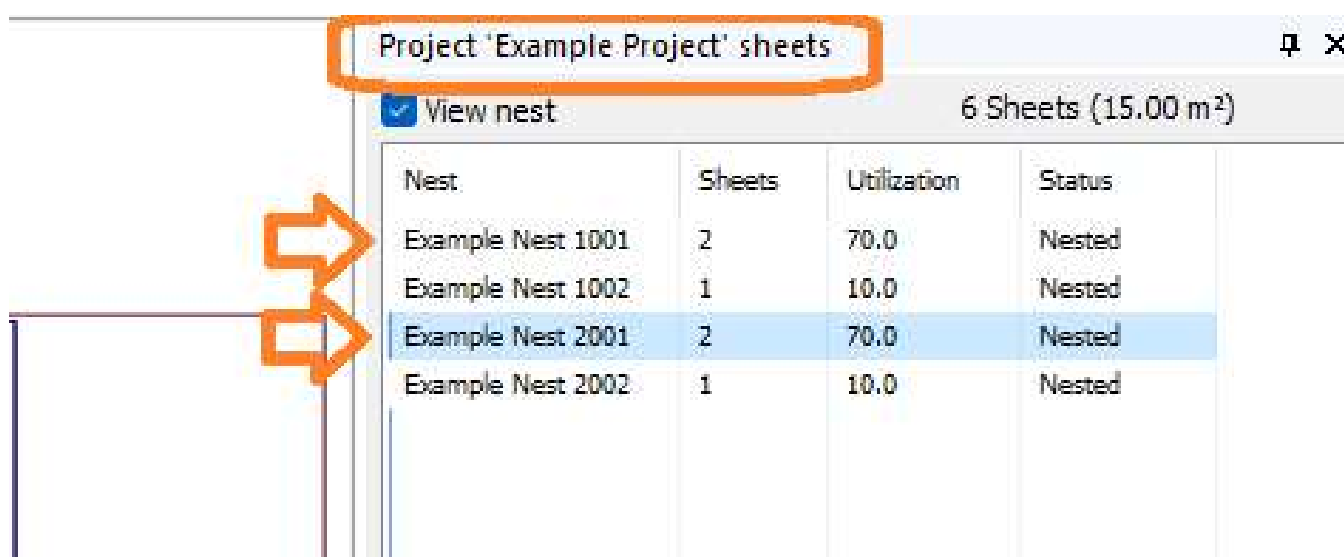 Project 'Example Project' sheets
View nest 6 Sheets (15.00 m²)
Nest Sheets Utilization Status
Example Nest 1001 2 70.0 Nested
Example Nest 1002 1 10.0 Nested
Example Nest 2001 2 70.0 Nested
Example Nest 2002 1 10.0 Nested